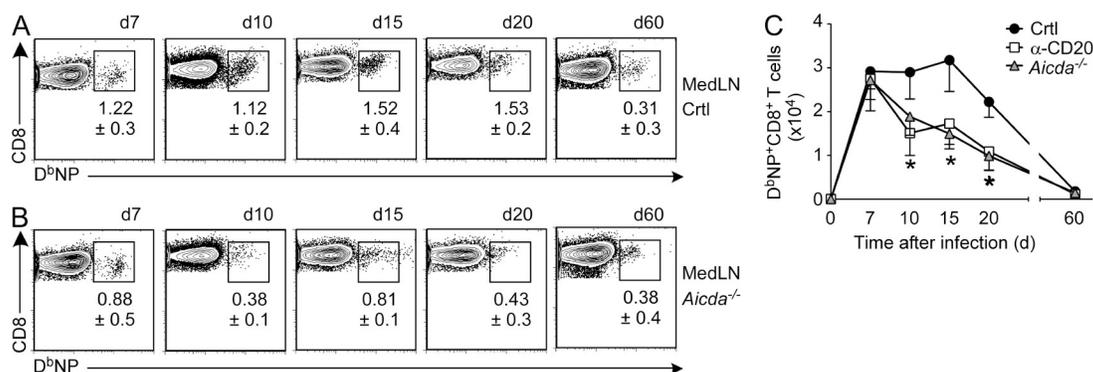 A
d7
d10
d15
d20
d60
1.22
± 0.3
1.12
± 0.2
1.52
± 0.4
1.53
± 0.2
0.31
± 0.3
MedLN
Crtl
CD8
DᵇNP
B
d7
d10
d15
d20
d60
0.88
± 0.5
0.38
± 0.1
0.81
± 0.1
0.43
± 0.3
0.38
± 0.4
MedLN
Aicda⁻/⁻
CD8
DᵇNP
C
Crtl
α-CD20
Aicda⁻/⁻
DᵇNP⁺CD8⁺ T cells
(x10⁴)
4
3
2
1
0
* * *
0 7 10 15 20 60
Time after infection (d)